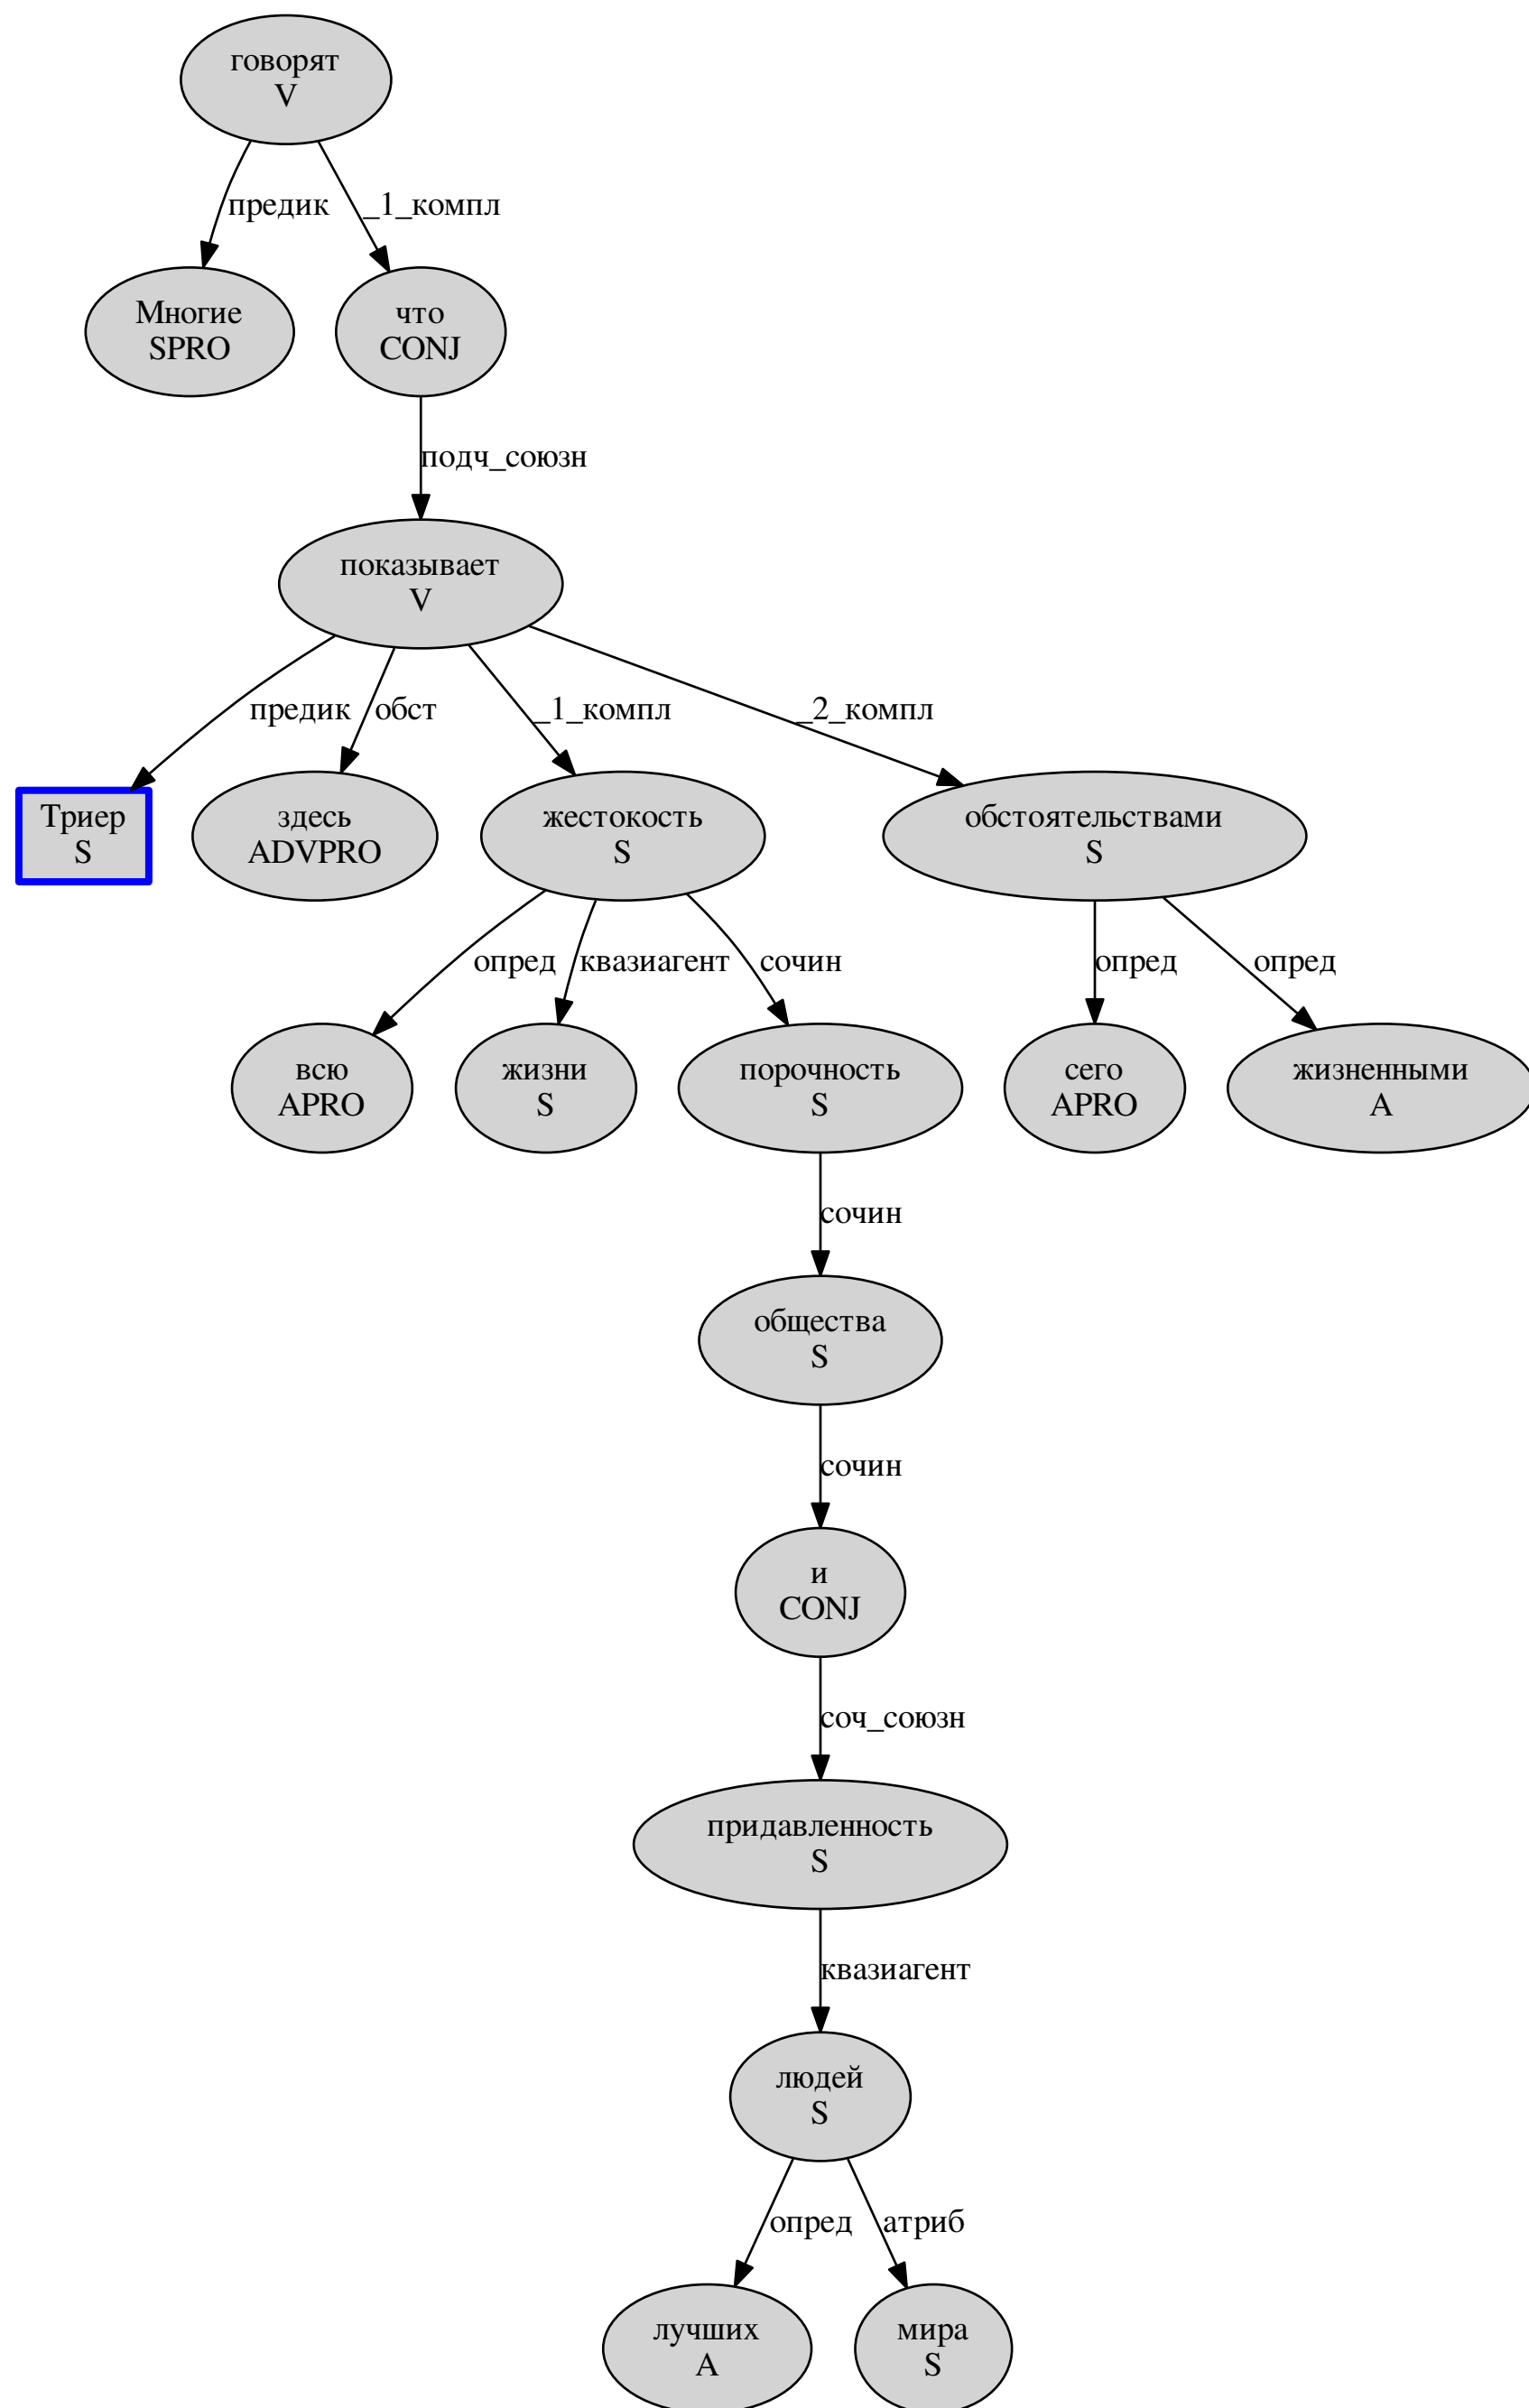 говорят
V
предик
_1_компл
Многие
SPRO
что
CONJ
подч_союзн
показывает
V
предик
обст
_1_компл
_2_компл
Триер
S
здесь
ADVPRO
жестокость
S
обстоятельствами
S
опред
квазиагент
сочин
опред
опред
всю
APRO
жизни
S
порочность
S
сего
APRO
жизненными
A
сочин
общества
S
сочин
и
CONJ
соч_союзн
придавленность
S
квазиагент
людей
S
опред
атриб
лучших
A
мира
S